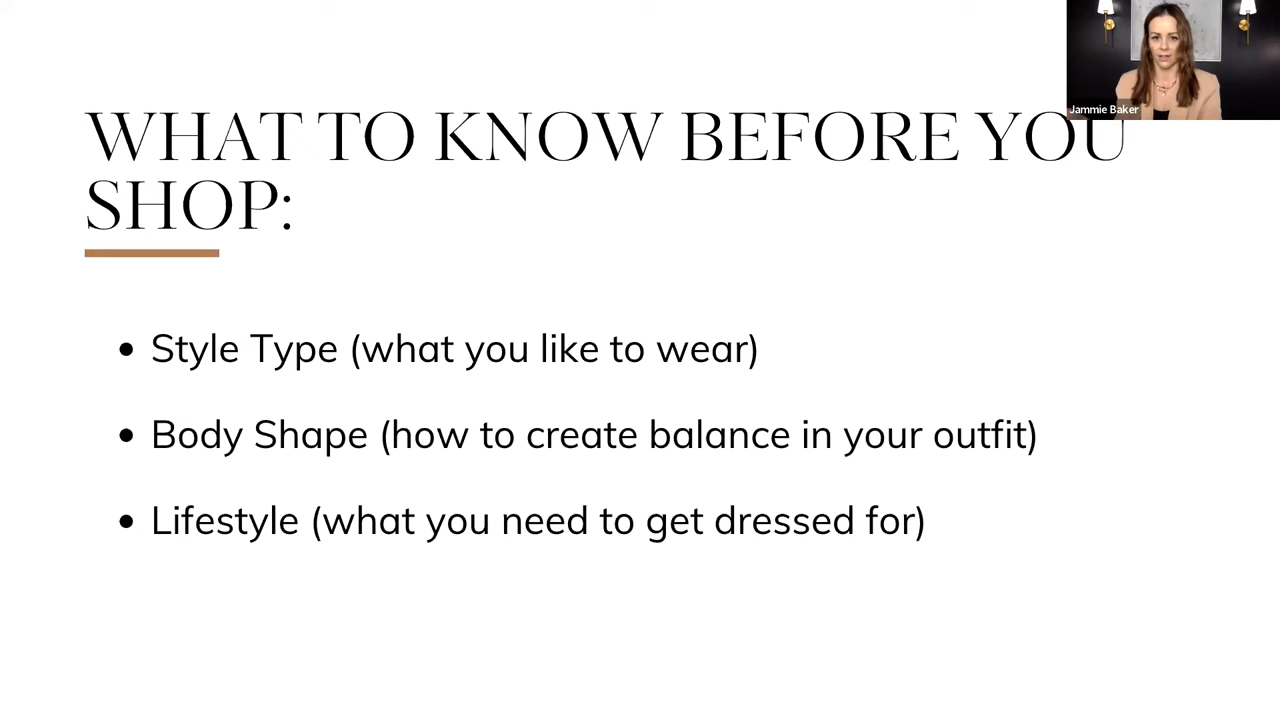 WHAT TO KNOW BEFORE YOU
SHOP:
Jammie Baker
• Style Type (what you like to wear)
• Body Shape (how to create balance in your outfit)
• Lifestyle (what you need to get dressed for)